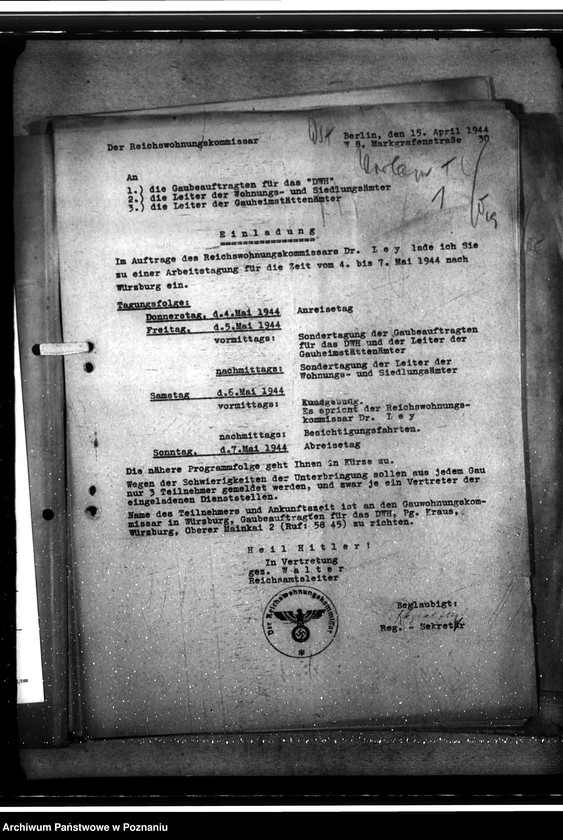 Der Reichswohnungskommissar
Berlin, den 15. April 1944
W 8, Markgrafenstraße 30
An
1.) die Gaubeauftragten für das "DWH"
2.) die Leiter der Wohnungs- und Siedlungsämter
3.) die Leiter der Gauheimstättenämter
Einladung
Im Auftrage des Reichswohnungskommissars Dr. Ley lade ich Sie
zu einer Arbeitstagung für die Zeit vom 4. bis 7. Mai 1944 nach
Würzburg ein.
Tagungsfolge:
Donnerstag, d.4.Mai 1944 Anreisetag
Freitag, d.5.Mai 1944
vormittags: Sondertagung der Gaubeauftragten
für das DWH und der Leiter der
Gauheimstättenämter
nachmittags: Sondertagung der Leiter der
Wohnungs- und Siedlungsämter
Samstag d.6.Mai 1944
vormittags: Kundgebung.
Es spricht der Reichswohnungs-
kommissar Dr. Ley
nachmittags: Besichtigungsfahrten.
Sonntag, d.7.Mai 1944 Abreisetag
Die nähere Programmfolge geht Ihnen in Kürze zu.
Wegen der Schwierigkeiten der Unterbringung sollen aus jedem Gau
nur 3 Teilnehmer gemeldet werden, und zwar je ein Vertreter der
eingeladenen Dienststellen.
Name des Teilnehmers und Ankunftszeit ist an den Gauwohnungskom-
missar in Würzburg, Gaubeauftragten für das DWH, Pg. Kraus,
Würzburg, Oberer Mainkai 2 (Ruf: 58 45) zu richten.
Heil Hitler!
In Vertretung
gez. Walter
Reichsamtsleiter
Der Reichswohnungskommissar
Beglaubigt:
Reg. - Sekretär
Archiwum Państwowe w Poznaniu